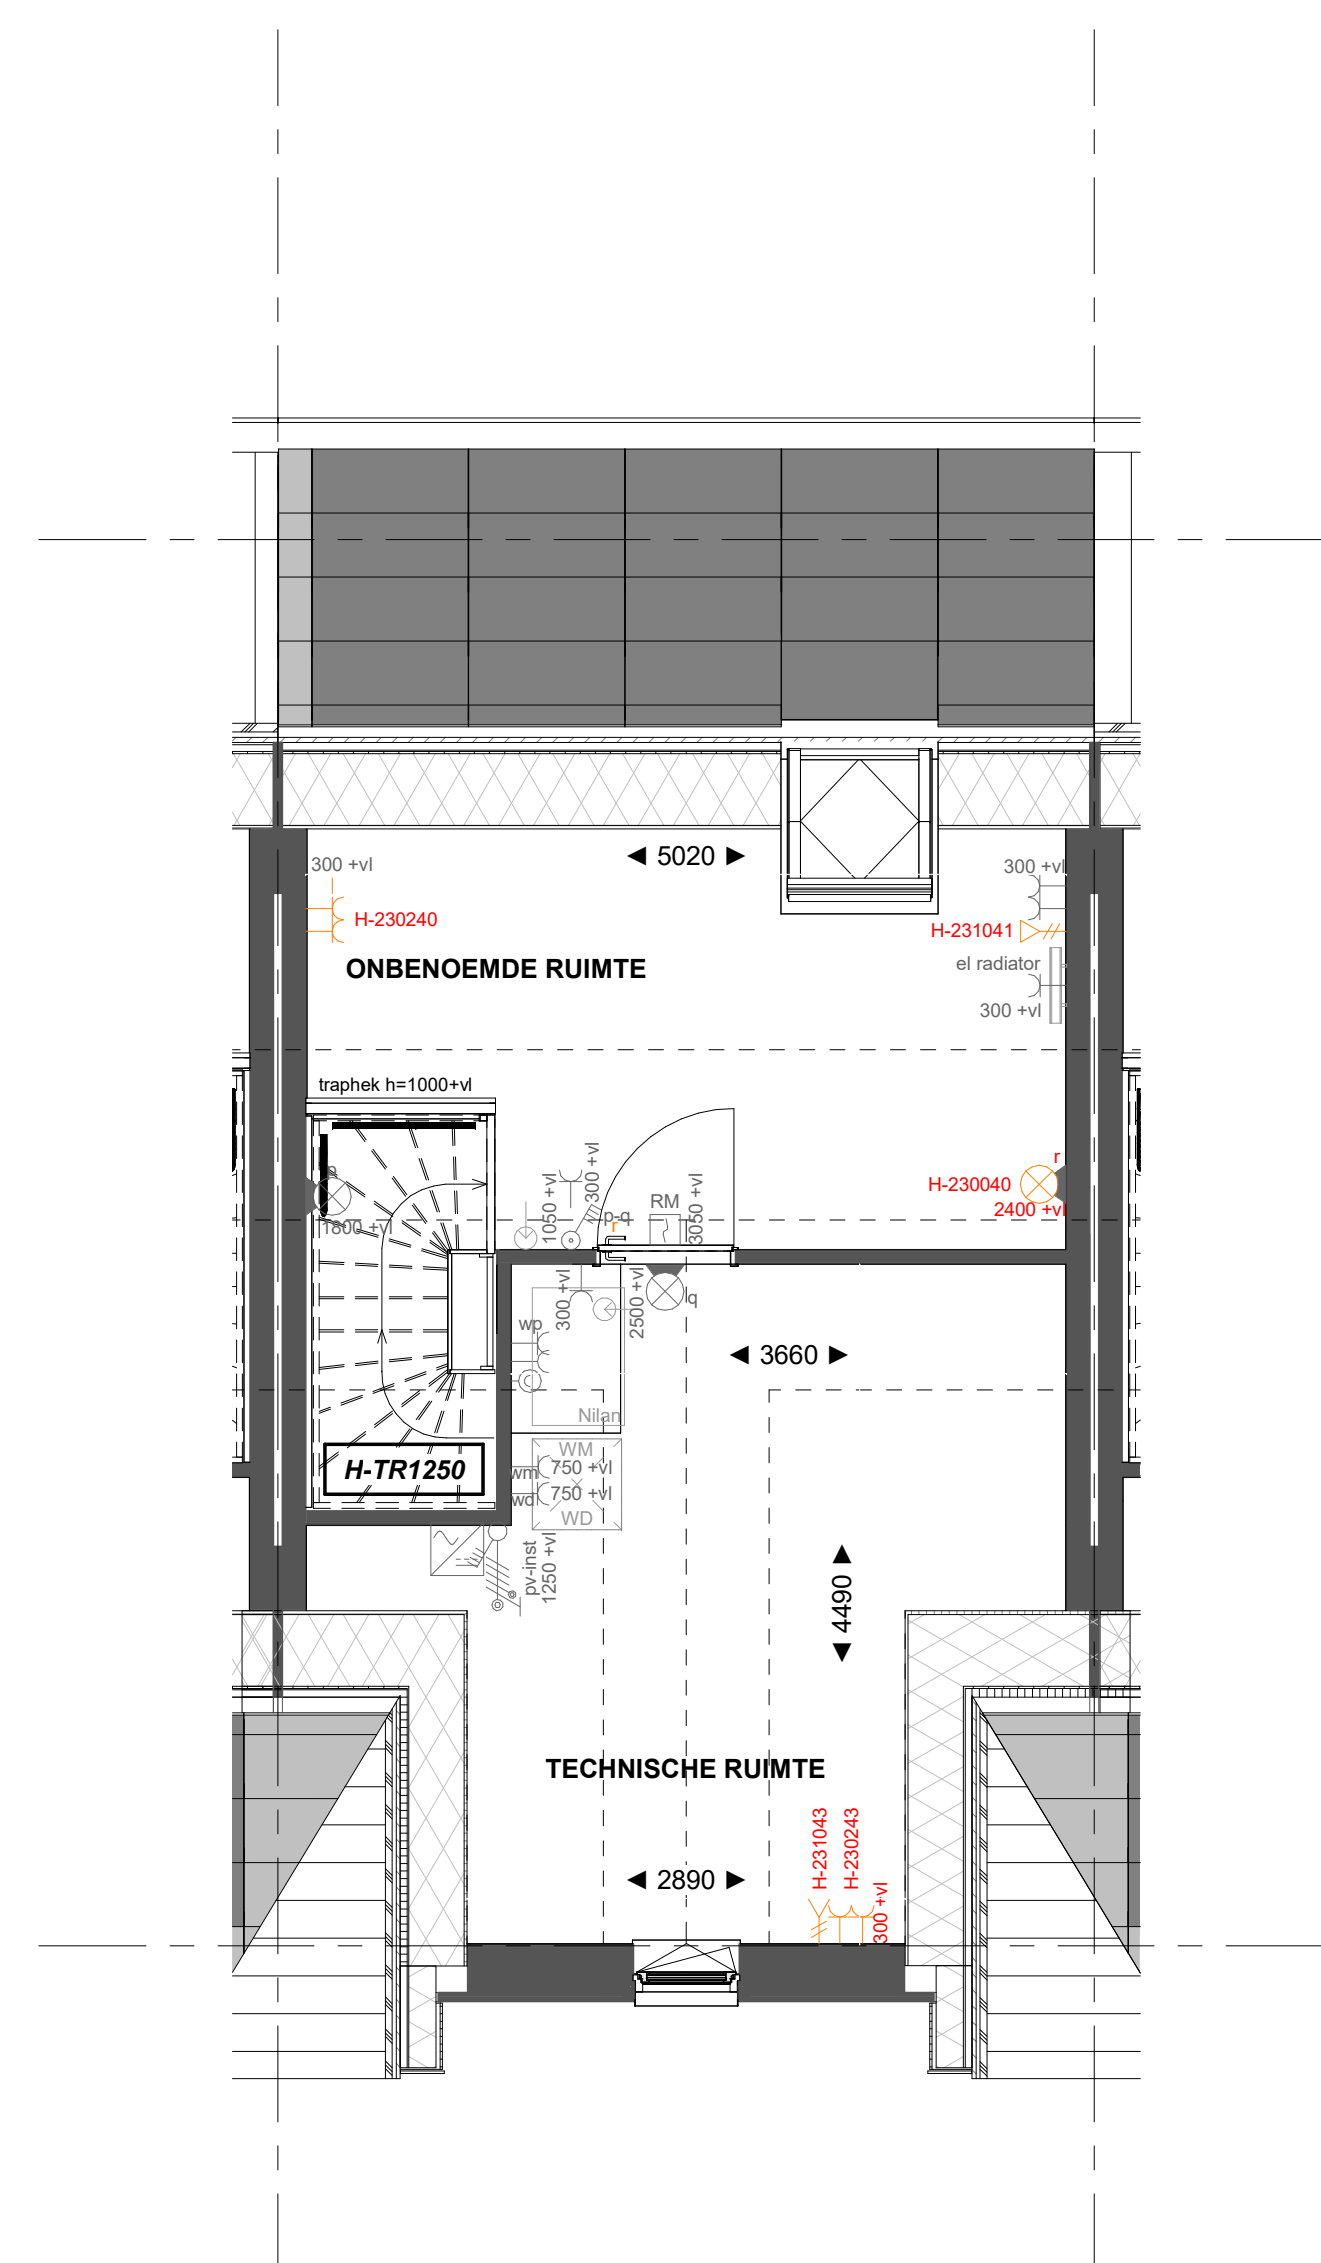 ◄ 5020 ►
300 +vl
H-230240
300 +vl
H-231041
ONBENOEMDE RUIMTE
el radiator
300 +vl
traphek h=1000+vl
p
1800 +vl
1050 +vl
300 +vl
p-q
r
RM
3050 +vl
r
H-230040
2400 +vl
300 +vl
2500 +vl
q
wp
Nilan
◄ 3660 ►
H-TR1250
WM
wm
750 +vl
wd
750 +vl
WD
pv-inst
1250 +vl
◄ 4490 ►
TECHNISCHE RUIMTE
H-231043
H-230243
300 +vl
◄ 2890 ►